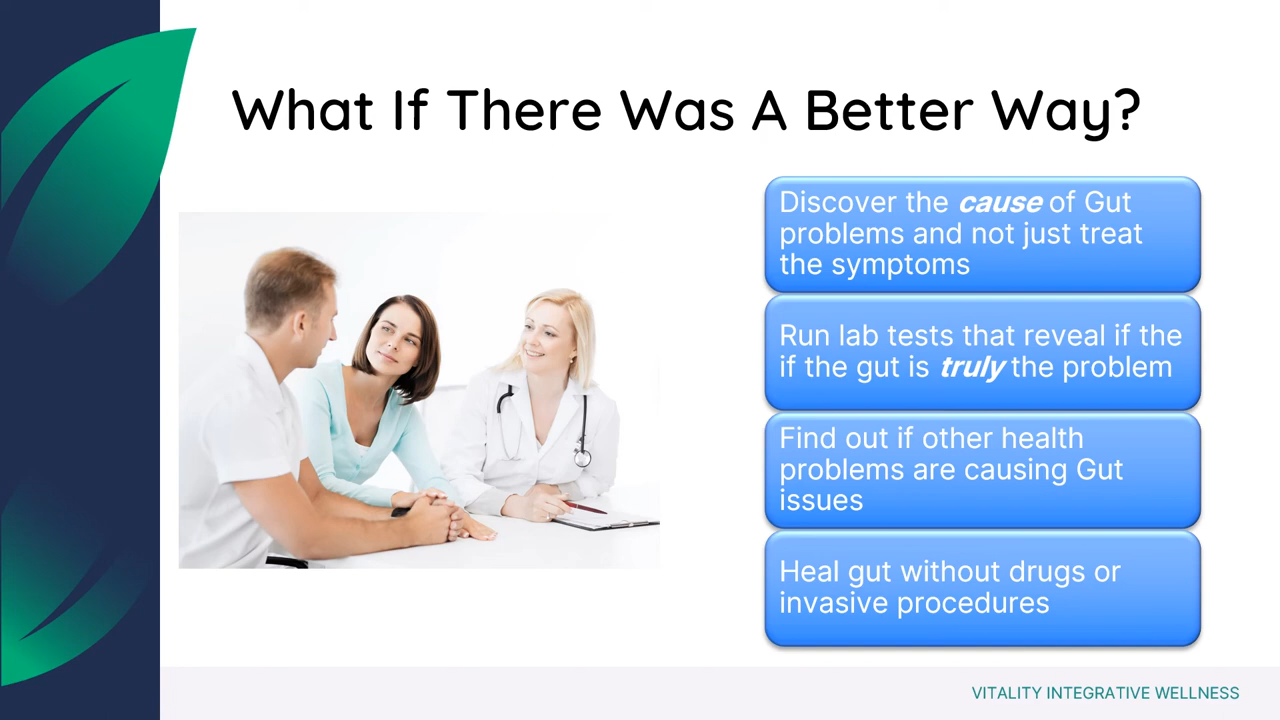 What If There Was A Better Way?
Discover the cause of Gut
problems and not just treat
the symptoms
Run lab tests that reveal if the
if the gut is truly the problem
Find out if other health
problems are causing Gut
issues
Heal gut without drugs or
invasive procedures
VITALITY INTEGRATIVE WELLNESS